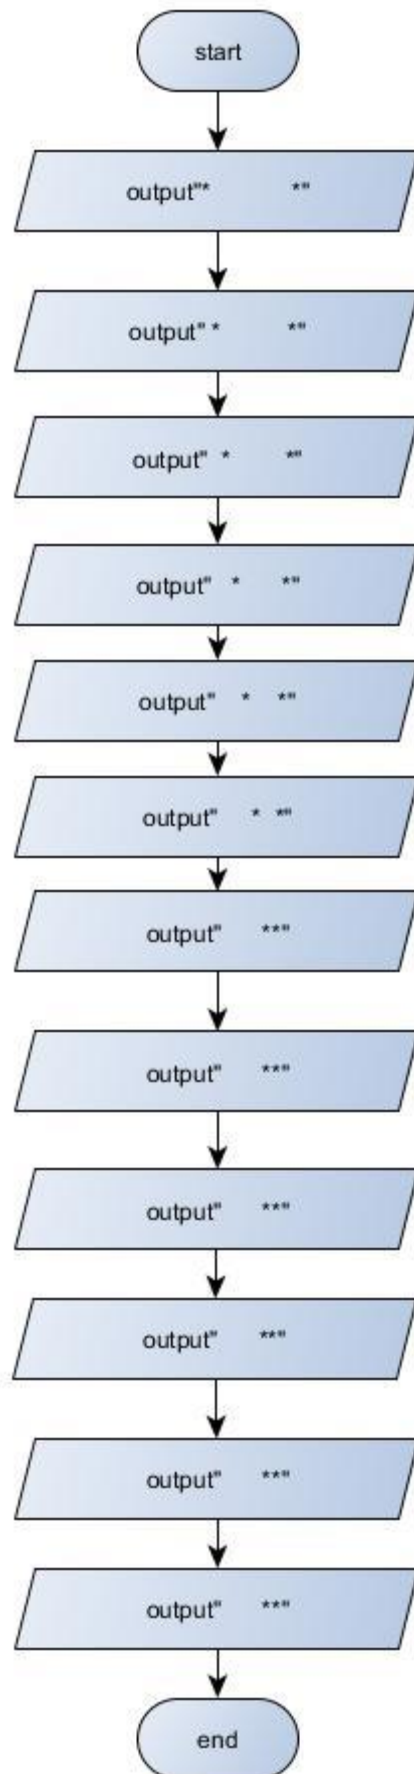 start
output"*             *"
output" *            *"
output"  *          *"
output"   *        *"
output"    *    *"
output"     *  *"
output"      **"
output"      **"
output"      **"
output"      **"
output"      **"
output"      **"
end